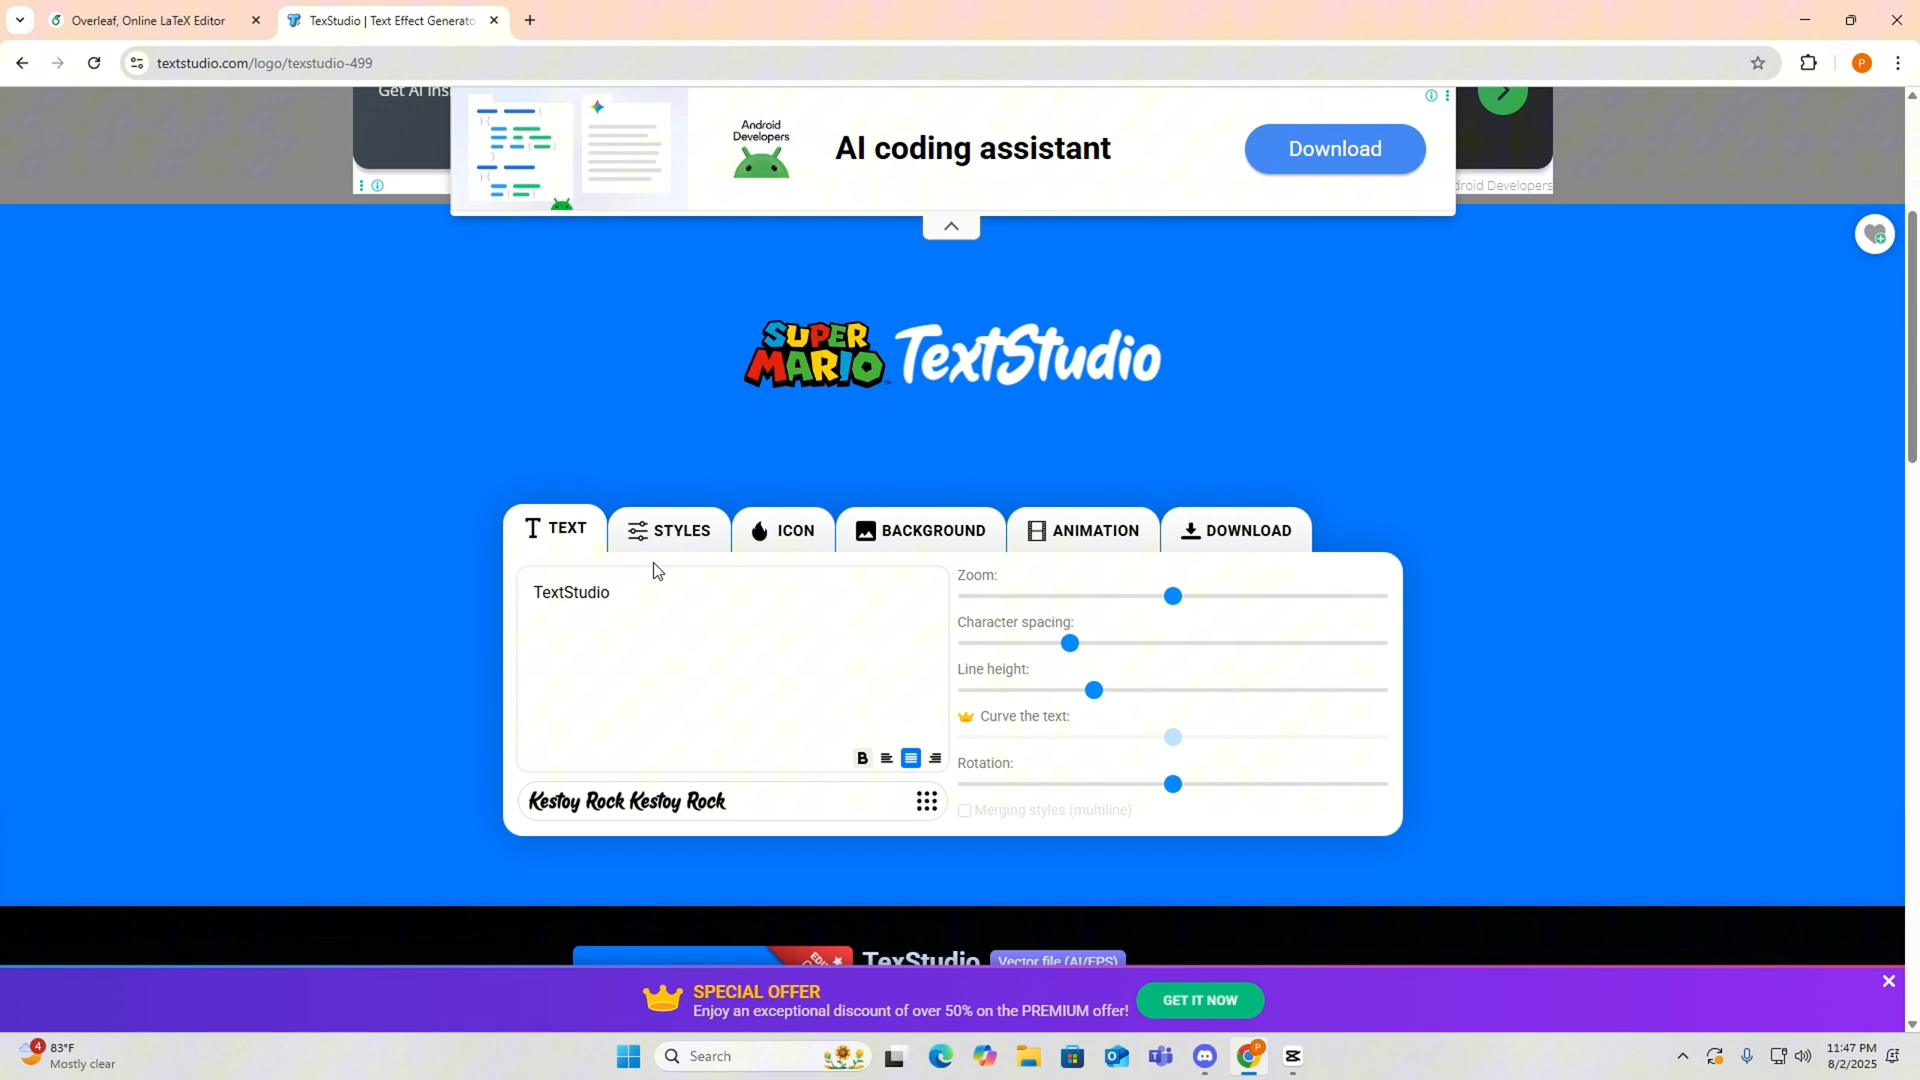 Overleaf, Online LaTeX Editor
TexStudio | Text Effect Generato
textstudio.com/logo/texstudio-499
Get AI Insi
Android
Developers
AI coding assistant
Download
droid Developers
SUPER
MARIO
TextStudio
TEXT
STYLES
ICON
BACKGROUND
ANIMATION
DOWNLOAD
TextStudio
Zoom:
Character spacing:
Line height:
Curve the text:
Rotation:
Merging styles (multiline)
B
Kestoy Rock Kestoy Rock
TexStudio
Vector file (AI/EPS)
SPECIAL OFFER
Enjoy an exceptional discount of over 50% on the PREMIUM offer!
GET IT NOW
4
83°F
Mostly clear
Search
P
11:47 PM
8/2/2025